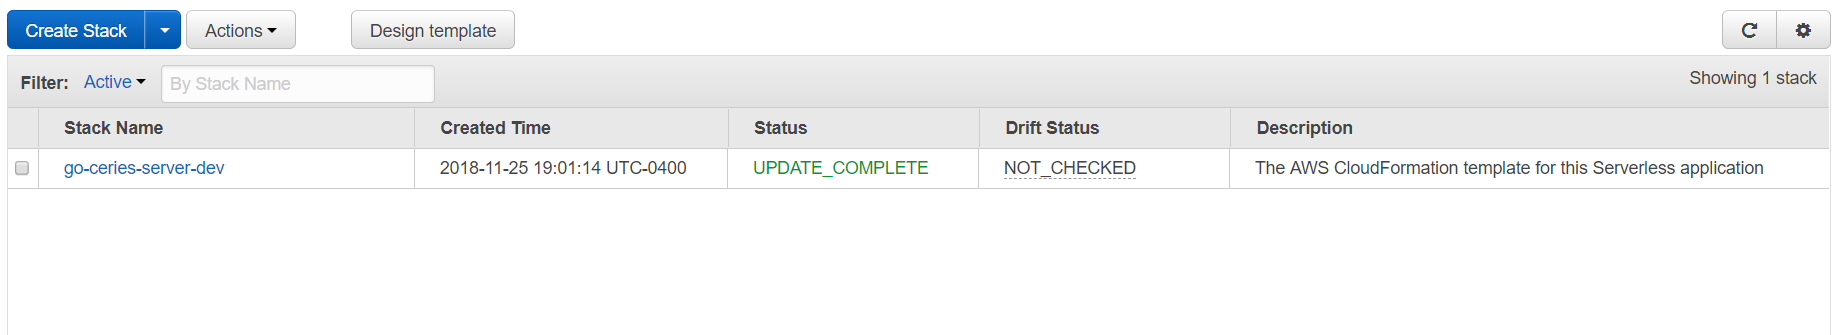 Create Stack Actions Design template
Filter: Active By Stack Name Showing 1 stack
Stack Name Created Time Status Drift Status Description
go-ceries-server-dev 2018-11-25 19:01:14 UTC-0400 UPDATE_COMPLETE NOT_CHECKED The AWS CloudFormation template for this Serverless application